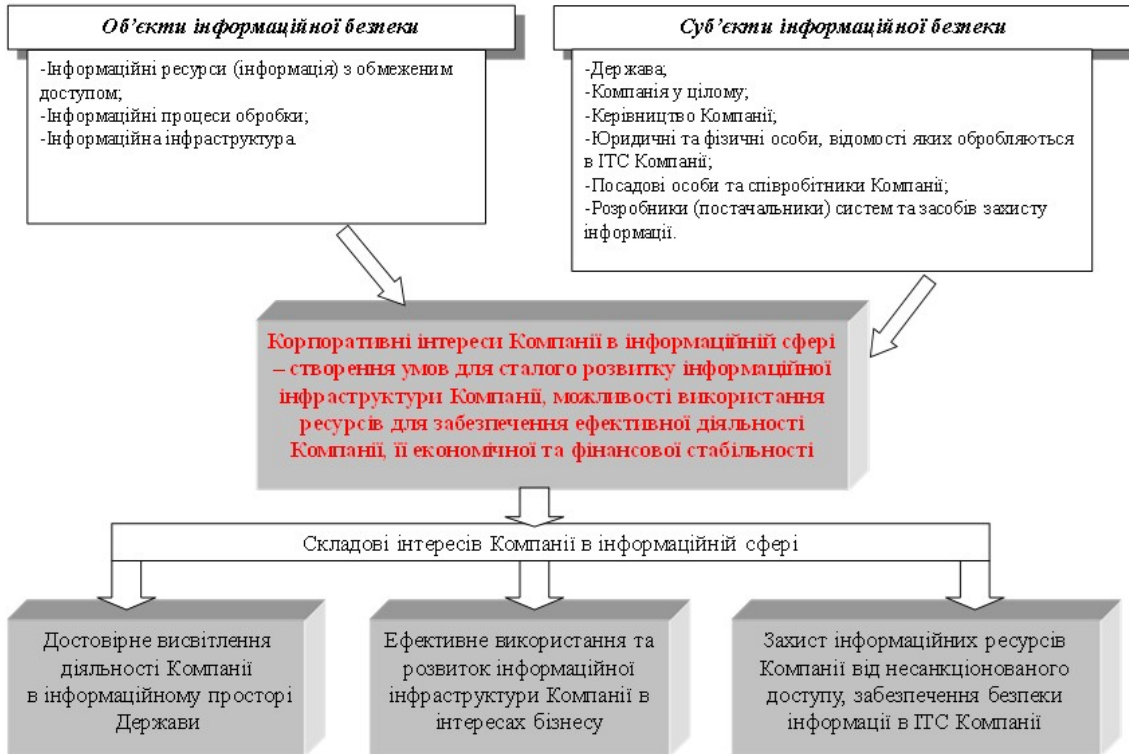 Об’єкти інформаційної безпеки
-Інформаційні ресурси (інформація) з обмеженим
доступом;
-Інформаційні процеси обробки;
-Інформаційна інфраструктура.
Суб’єкти інформаційної безпеки
-Держава;
-Компанія у цілому;
-Керівництво Компанії;
-Юридичні та фізичні особи, відомості яких обробляються
в ІТС Компанії;
-Посадові особи та співробітники Компанії;
-Розробники (постачальники) систем та засобів захисту
інформації.
Корпоративні інтереси Компанії в інформаційній сфері
– створення умов для сталого розвитку інформаційної
інфраструктури Компанії, можливості використання
ресурсів для забезпечення ефективної діяльності
Компанії, її економічної та фінансової стабільності
Складові інтересів Компанії в інформаційній сфері
Достовірне висвітлення
діяльності Компанії
в інформаційному просторі
Держави
Ефективне використання та
розвиток інформаційної
інфраструктури Компанії в
інтересах бізнесу
Захист інформаційних ресурсів
Компанії від несанкціонованого
доступу, забезпечення безпеки
інформації в ІТС Компанії